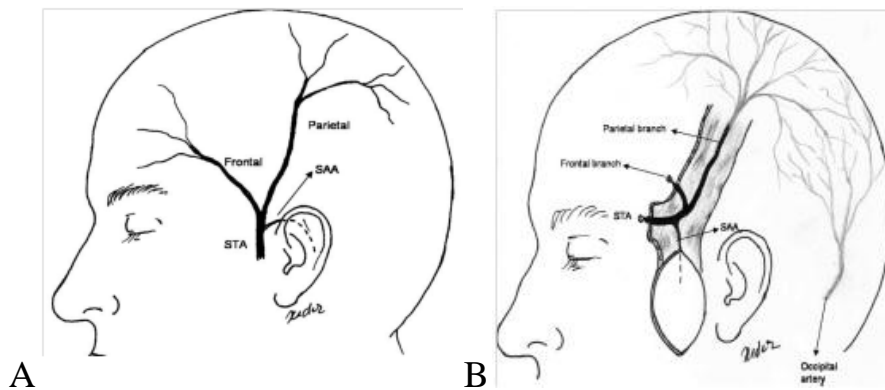 Parietal
Frontal
SAA
STA
A
Parietal branch
Frontal branch
STA
SAA
Occipital
artery
B